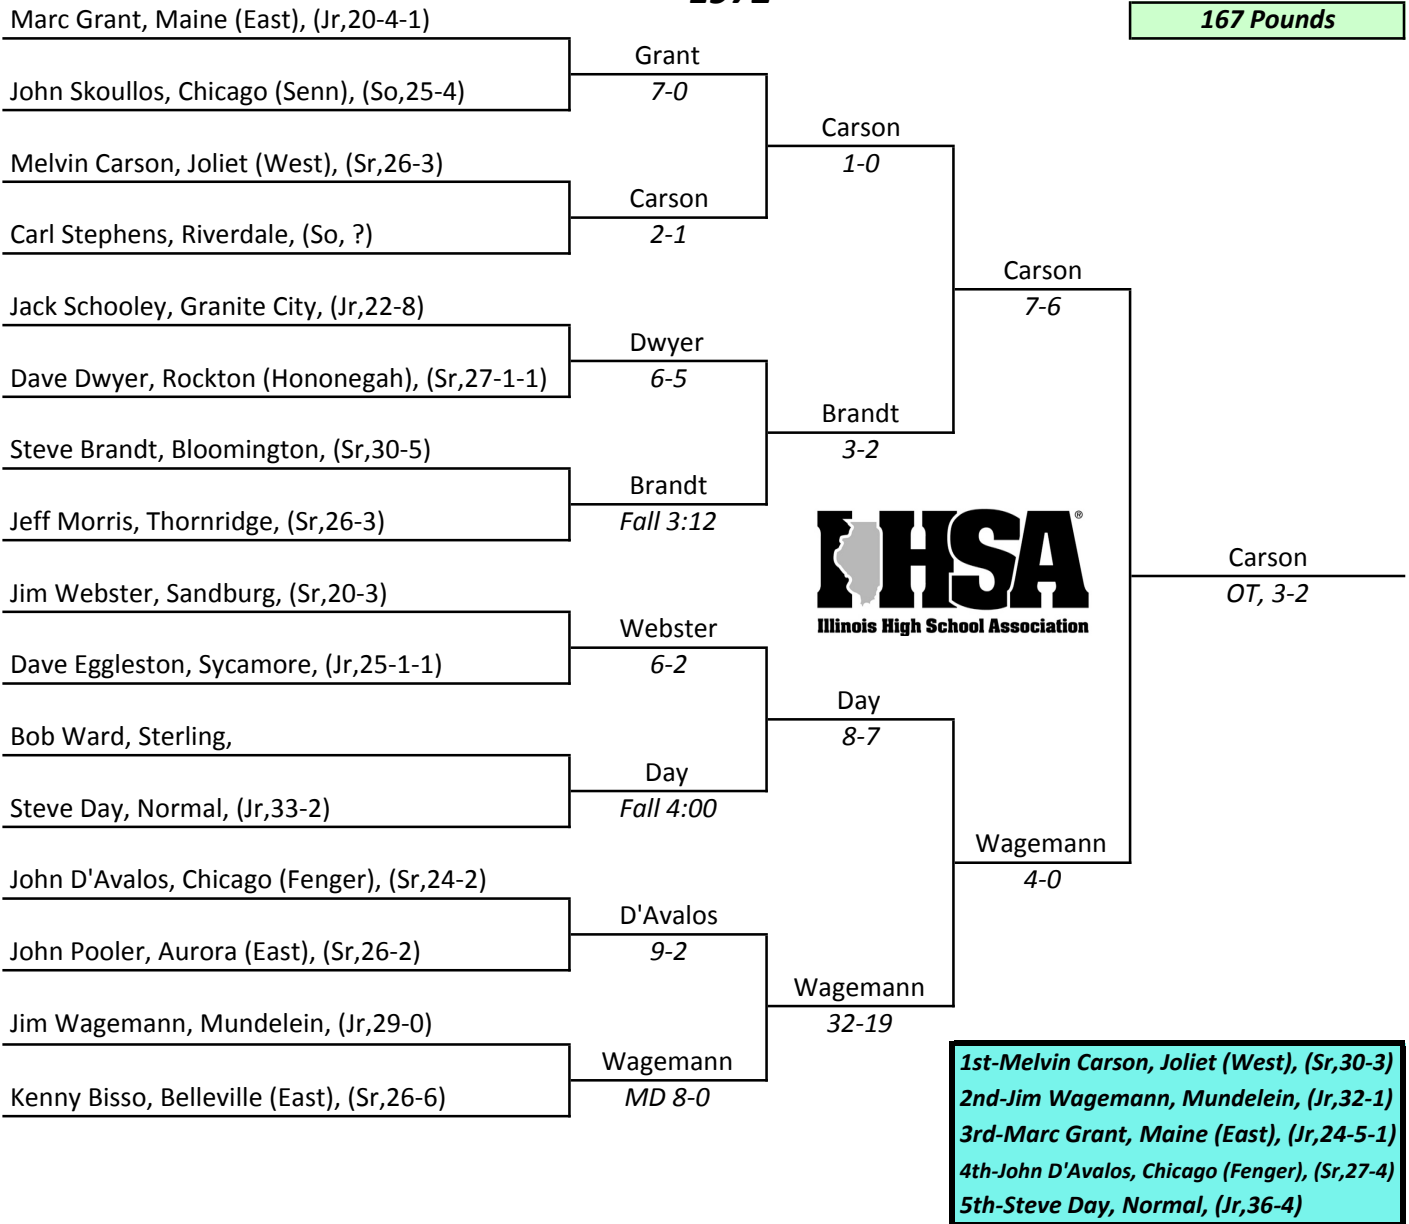 Marc Grant, Maine (East), (Jr,20-4-1)
167 Pounds
Grant
John Skoullos, Chicago (Senn), (So,25-4)
7-0
Carson
Melvin Carson, Joliet (West), (Sr,26-3)
1-0
Carson
Carl Stephens, Riverdale, (So, ?)
2-1
Carson
Jack Schooley, Granite City, (Jr,22-8)
7-6
Dwyer
Dave Dwyer, Rockton (Hononegah), (Sr,27-1-1)
6-5
Brandt
Steve Brandt, Bloomington, (Sr,30-5)
3-2
Brandt
Jeff Morris, Thornridge, (Sr,26-3)
Fall 3:12
IHSA®
Illinois High School Association
Carson
OT, 3-2
Jim Webster, Sandburg, (Sr,20-3)
Webster
Dave Eggleston, Sycamore, (Jr,25-1-1)
6-2
Day
Bob Ward, Sterling,
8-7
Day
Steve Day, Normal, (Jr,33-2)
Fall 4:00
Wagemann
John D'Avalos, Chicago (Fenger), (Sr,24-2)
4-0
D'Avalos
John Pooler, Aurora (East), (Sr,26-2)
9-2
Wagemann
Jim Wagemann, Mundelein, (Jr,29-0)
32-19
Wagemann
Kenny Bisso, Belleville (East), (Sr,26-6)
MD 8-0
1st-Melvin Carson, Joliet (West), (Sr,30-3)
2nd-Jim Wagemann, Mundelein, (Jr,32-1)
3rd-Marc Grant, Maine (East), (Jr,24-5-1)
4th-John D'Avalos, Chicago (Fenger), (Sr,27-4)
5th-Steve Day, Normal, (Jr,36-4)